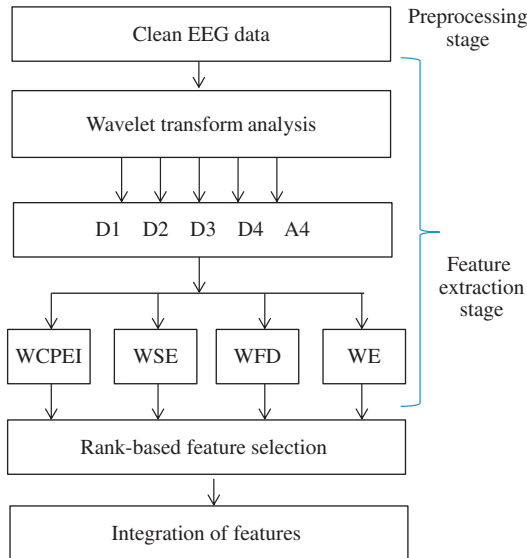 Clean EEG data
Preprocessing
stage
Wavelet transform analysis
D1 D2 D3 D4 A4
Feature
extraction
stage
WCPEI WSE WFD WE
Rank-based feature selection
Integration of features